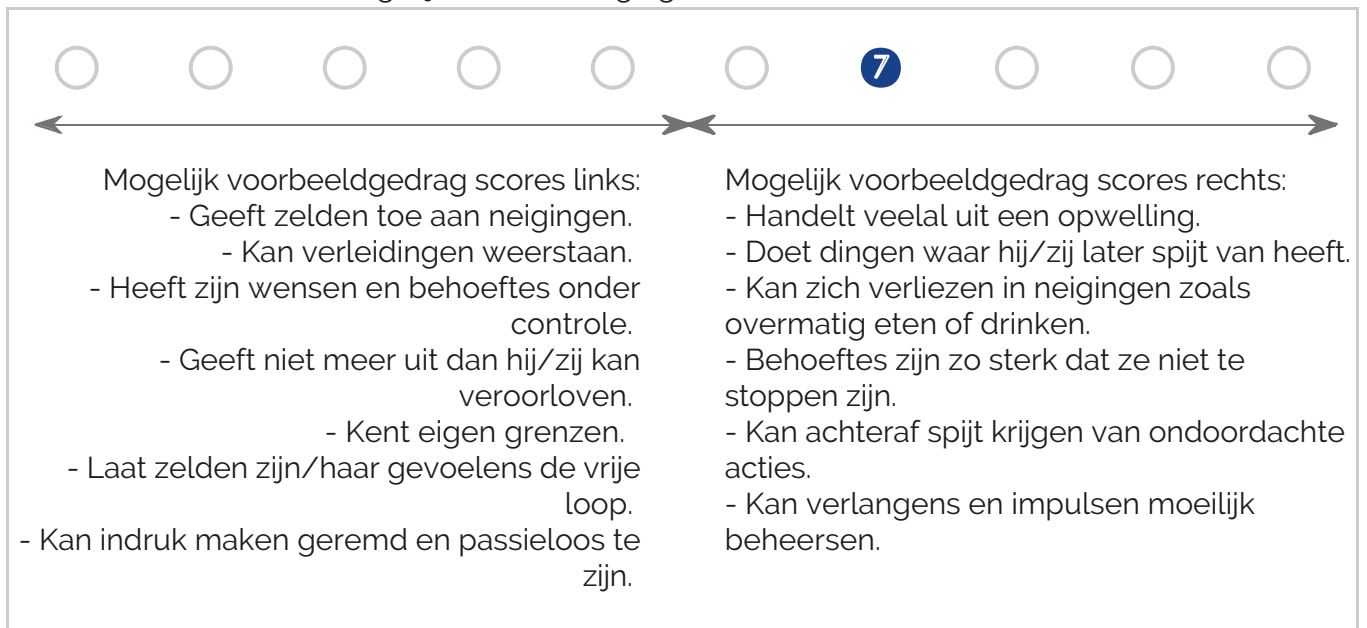 7
Mogelijk voorbeeldgedrag scores links:
- Geeft zelden toe aan neigingen.
- Kan verleidingen weerstaan.
- Heeft zijn wensen en behoeftes onder
controle.
- Geeft niet meer uit dan hij/zij kan
veroorloven.
- Kent eigen grenzen.
- Laat zelden zijn/haar gevoelens de vrije
loop.
- Kan indruk maken geremd en passieloos te
zijn.
Mogelijk voorbeeldgedrag scores rechts:
- Handelt veelal uit een opwelling.
- Doet dingen waar hij/zij later spijt van heeft.
- Kan zich verliezen in neigingen zoals
overmatig eten of drinken.
- Behoeftes zijn zo sterk dat ze niet te
stoppen zijn.
- Kan achteraf spijt krijgen van ondoordachte
acties.
- Kan verlangens en impulsen moeilijk
beheersen.